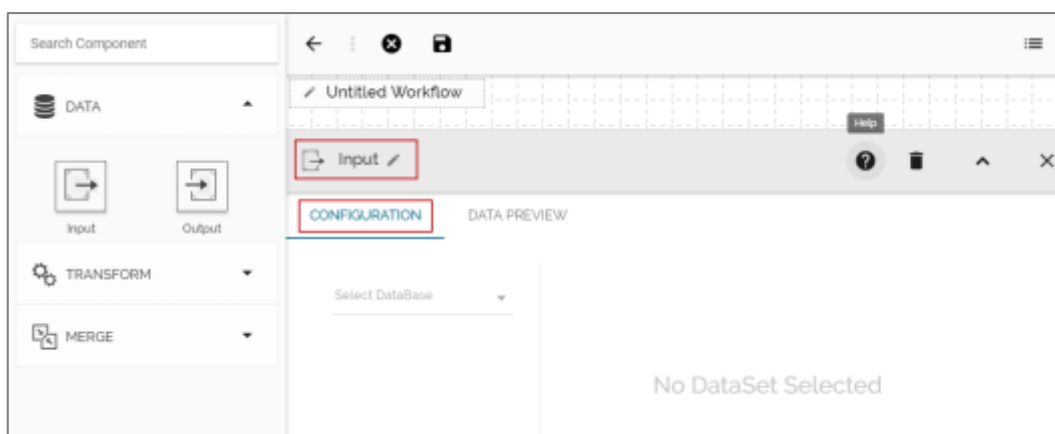 Search Component
DATA
Input
Output
TRANSFORM
MERGE
Untitled Workflow
Help
Input
CONFIGURATION
DATA PREVIEW
Select DataBase
No DataSet Selected